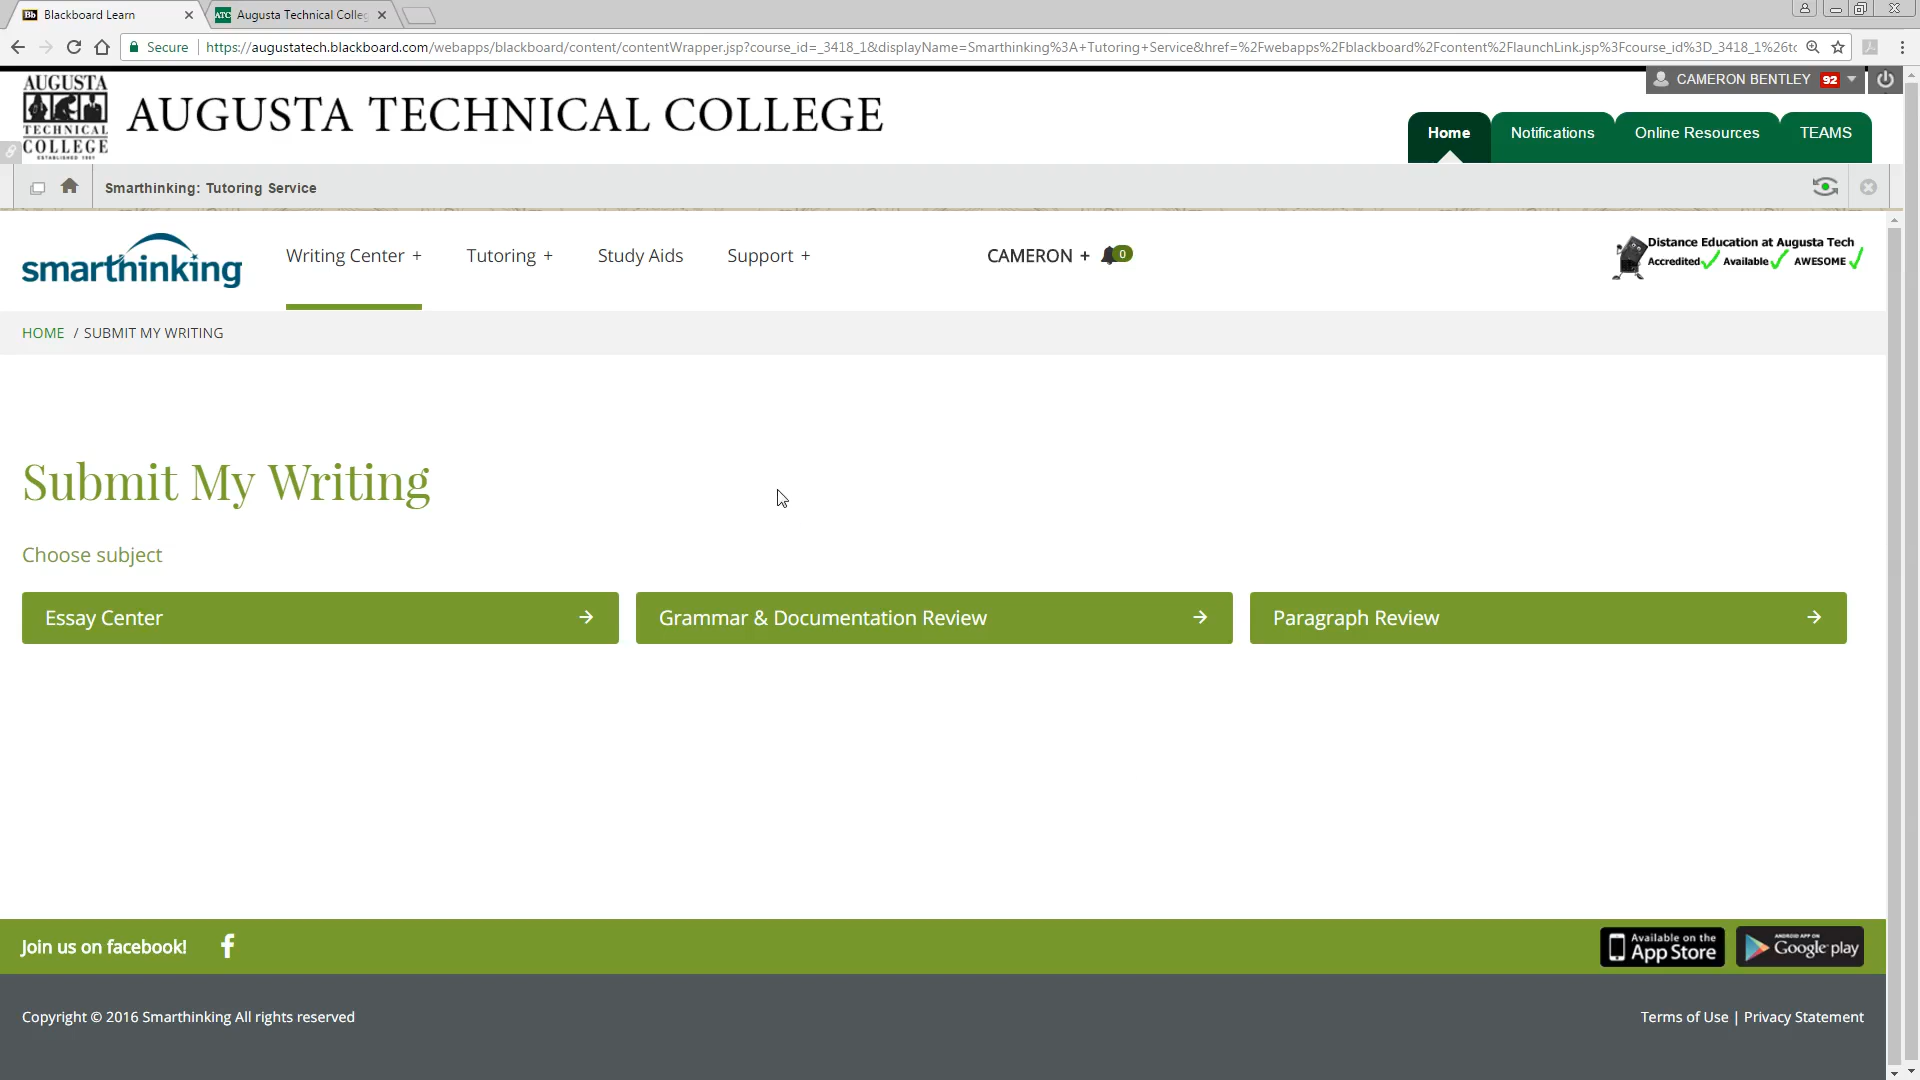 Blackboard Learn
Augusta Technical Colleg
Secure https://augustatech.blackboard.com/webapps/blackboard/content/contentWrapper.jsp?course_id=_3418_1&displayName=Smarthinking%3A+Tutoring+Service&href=%2Fwebapps%2Fblackboard%2Fcontent%2FlaunchLink.jsp%3Fcourse_id%3D_3418_1%26to
CAMERON BENTLEY 92
AUGUSTA
TECHNICAL
COLLEGE
AUGUSTA TECHNICAL COLLEGE
Home Notifications Online Resources TEAMS
Smarthinking: Tutoring Service
smarthinking
Writing Center + Tutoring + Study Aids Support + CAMERON + 0
Distance Education at Augusta Tech
Accredited Available AWESOME
HOME / SUBMIT MY WRITING
Submit My Writing
Choose subject
Essay Center
Grammar & Documentation Review
Paragraph Review
Join us on facebook!
Available on the
App Store
ANDROID APP ON
Google play
Copyright © 2016 Smarthinking All rights reserved
Terms of Use | Privacy Statement